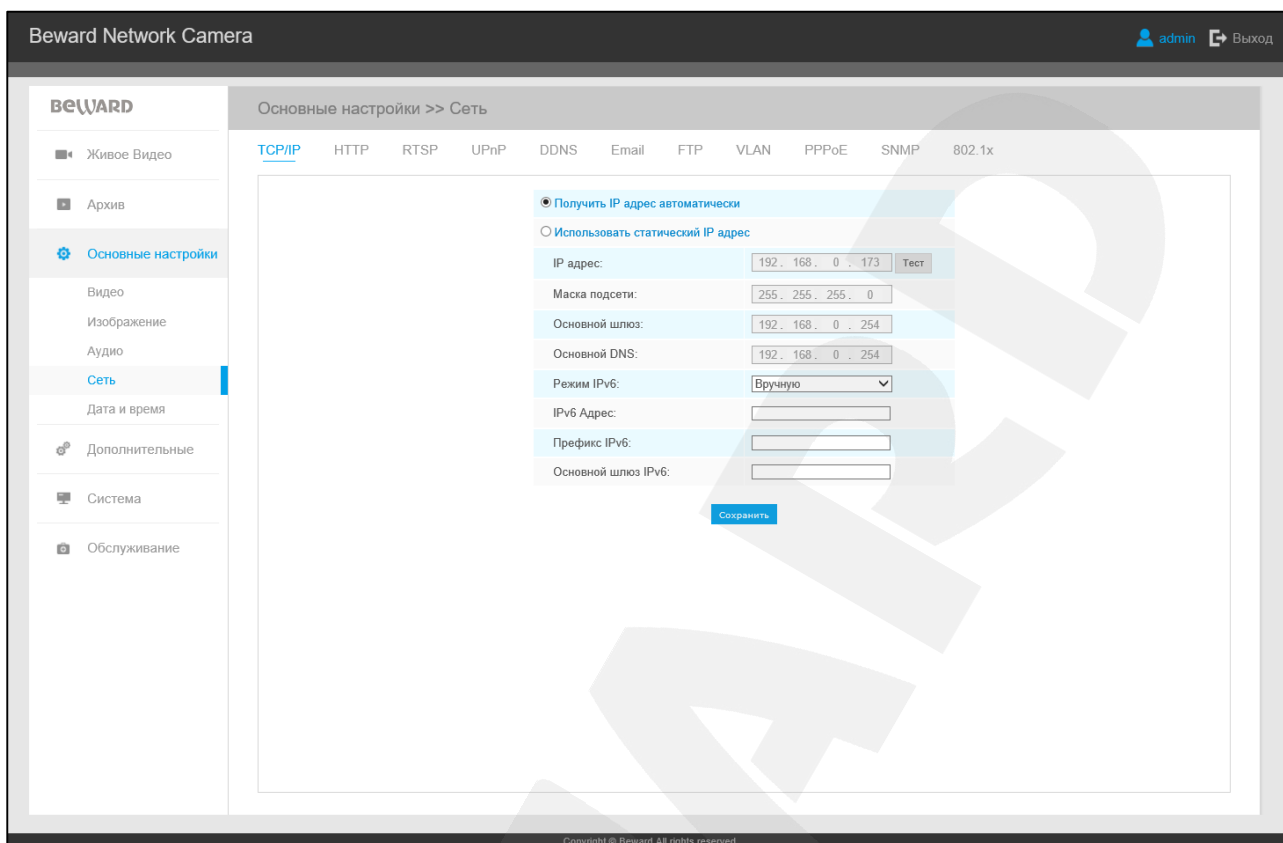 Beward Network Camera
admin Выход
BEWARD
Основные настройки >> Сеть
Живое Видео
Архив
Основные настройки
Видео
Изображение
Аудио
Сеть
Дата и время
Дополнительные
Система
Обслуживание
TCP/IP HTTP RTSP UPnP DDNS Email FTP VLAN PPPoE SNMP 802.1x
Получить IP адрес автоматически
Использовать статический IP адрес
IP адрес: 192. 168. 0 . 173 Тест
Маска подсети: 255. 255. 255. 0
Основной шлюз: 192. 168. 0 . 254
Основной DNS: 192. 168. 0 . 254
Режим IPv6: Вручную
IPv6 Адрес:
Префикс IPv6:
Основной шлюз IPv6:
Сохранить
Copyright © Beward All rights reserved